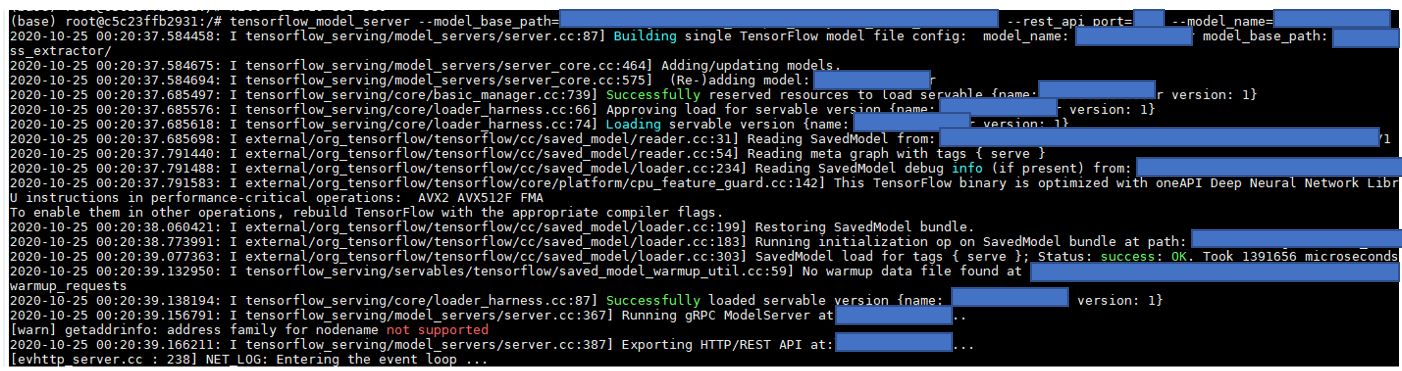 (base) root@c5c23ffb2931:/# tensorflow_model_server --model_base_path= --rest_api_port= --model_name=
2020-10-25 00:20:37.584458: I tensorflow_serving/model_servers/server.cc:87] Building single TensorFlow model file config:  model_name: model_base_path:
ss_extractor/
2020-10-25 00:20:37.584675: I tensorflow_serving/model_servers/server_core.cc:464] Adding/updating models.
2020-10-25 00:20:37.584694: I tensorflow_serving/model_servers/server_core.cc:575]  (Re-)adding model: r
2020-10-25 00:20:37.685497: I tensorflow_serving/core/basic_manager.cc:739] Successfully reserved resources to load servable {name: r version: 1}
2020-10-25 00:20:37.685576: I tensorflow_serving/core/loader_harness.cc:66] Approving load for servable version {name: version: 1}
2020-10-25 00:20:37.685618: I tensorflow_serving/core/loader_harness.cc:74] Loading servable version {name: r version: 1}
2020-10-25 00:20:37.685698: I external/org_tensorflow/tensorflow/cc/saved_model/reader.cc:31] Reading SavedModel from: /1
2020-10-25 00:20:37.791440: I external/org_tensorflow/tensorflow/cc/saved_model/reader.cc:54] Reading meta graph with tags { serve }
2020-10-25 00:20:37.791488: I external/org_tensorflow/tensorflow/cc/saved_model/loader.cc:234] Reading SavedModel debug info (if present) from:
2020-10-25 00:20:37.791583: I external/org_tensorflow/tensorflow/core/platform/cpu_feature_guard.cc:142] This TensorFlow binary is optimized with oneAPI Deep Neural Network Libr
U instructions in performance-critical operations:  AVX2 AVX512F FMA
To enable them in other operations, rebuild TensorFlow with the appropriate compiler flags.
2020-10-25 00:20:38.060421: I external/org_tensorflow/tensorflow/cc/saved_model/loader.cc:199] Restoring SavedModel bundle.
2020-10-25 00:20:38.773991: I external/org_tensorflow/tensorflow/cc/saved_model/loader.cc:183] Running initialization op on SavedModel bundle at path:
2020-10-25 00:20:39.077363: I external/org_tensorflow/tensorflow/cc/saved_model/loader.cc:303] SavedModel load for tags { serve }; Status: success: OK. Took 1391656 microseconds
2020-10-25 00:20:39.132950: I tensorflow_serving/servables/tensorflow/saved_model_warmup_util.cc:59] No warmup data file found at
warmup_requests
2020-10-25 00:20:39.138194: I tensorflow_serving/core/loader_harness.cc:87] Successfully loaded servable version {name: version: 1}
2020-10-25 00:20:39.156791: I tensorflow_serving/model_servers/server.cc:367] Running gRPC ModelServer at ..
[warn] getaddrinfo: address family for nodename not supported
2020-10-25 00:20:39.166211: I tensorflow_serving/model_servers/server.cc:387] Exporting HTTP/REST API at: ...
[evhttp_server.cc : 238] NET_LOG: Entering the event loop ...